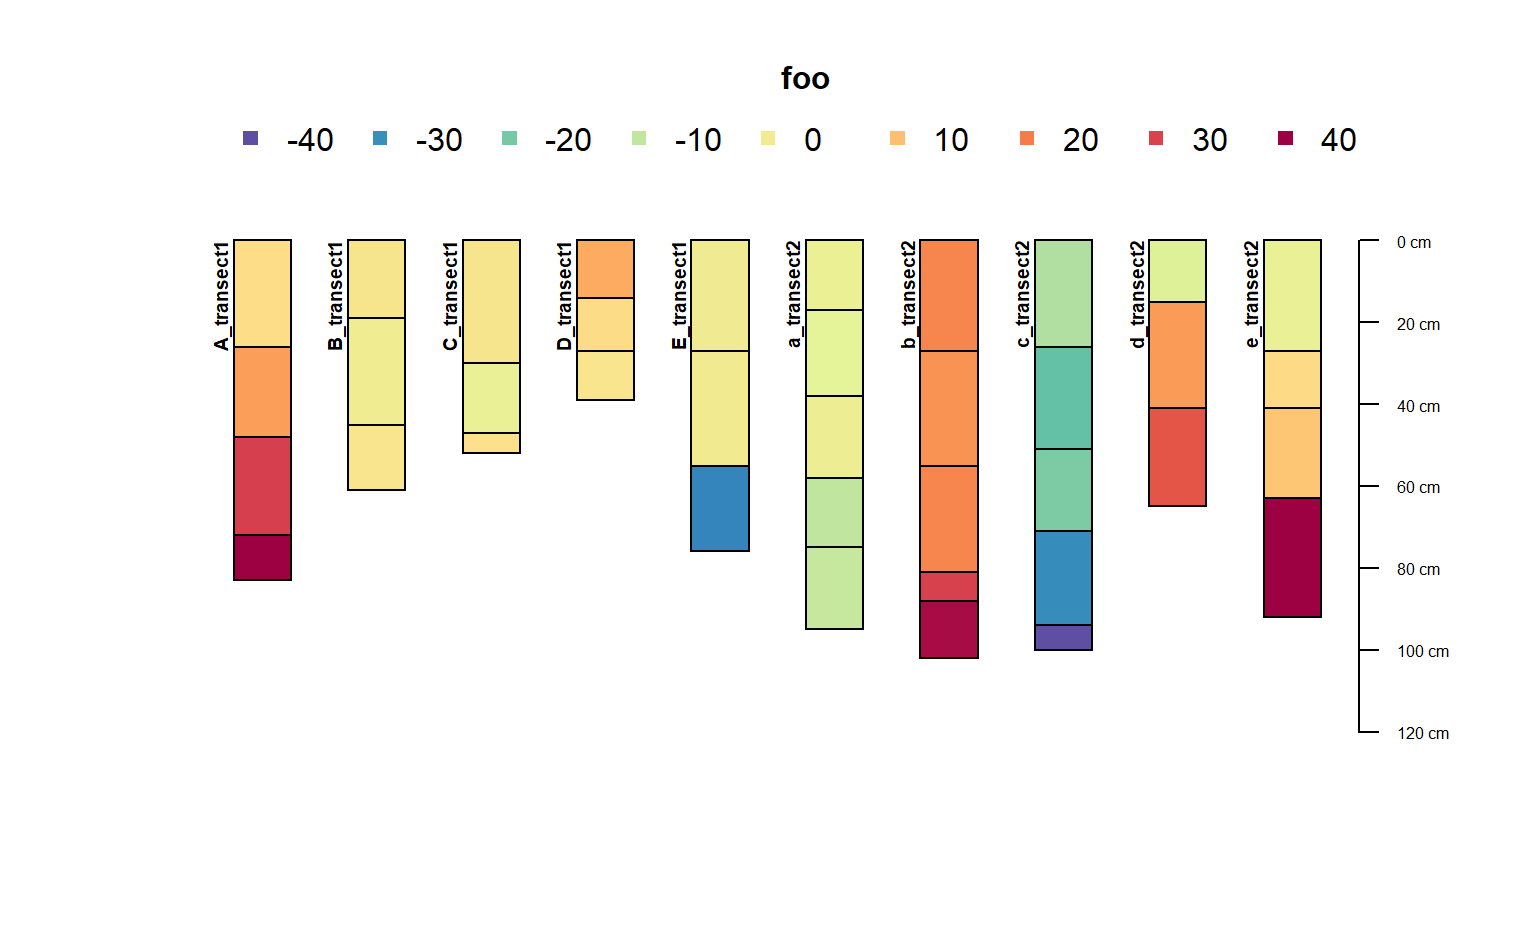 foo
-40 -30 -20 -10 0 10 20 30 40
A_transect1
B_transect1
C_transect1
D_transect1
E_transect1
a_transect2
b_transect2
c_transect2
d_transect2
e_transect2
0 cm
20 cm
40 cm
60 cm
80 cm
100 cm
120 cm